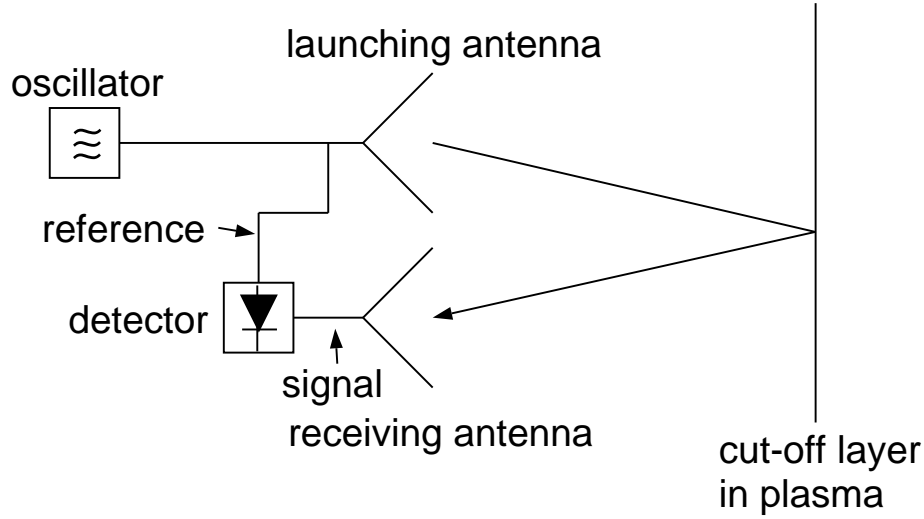 launching antenna
oscillator
reference
detector
signal
receiving antenna
cut-off layer
in plasma